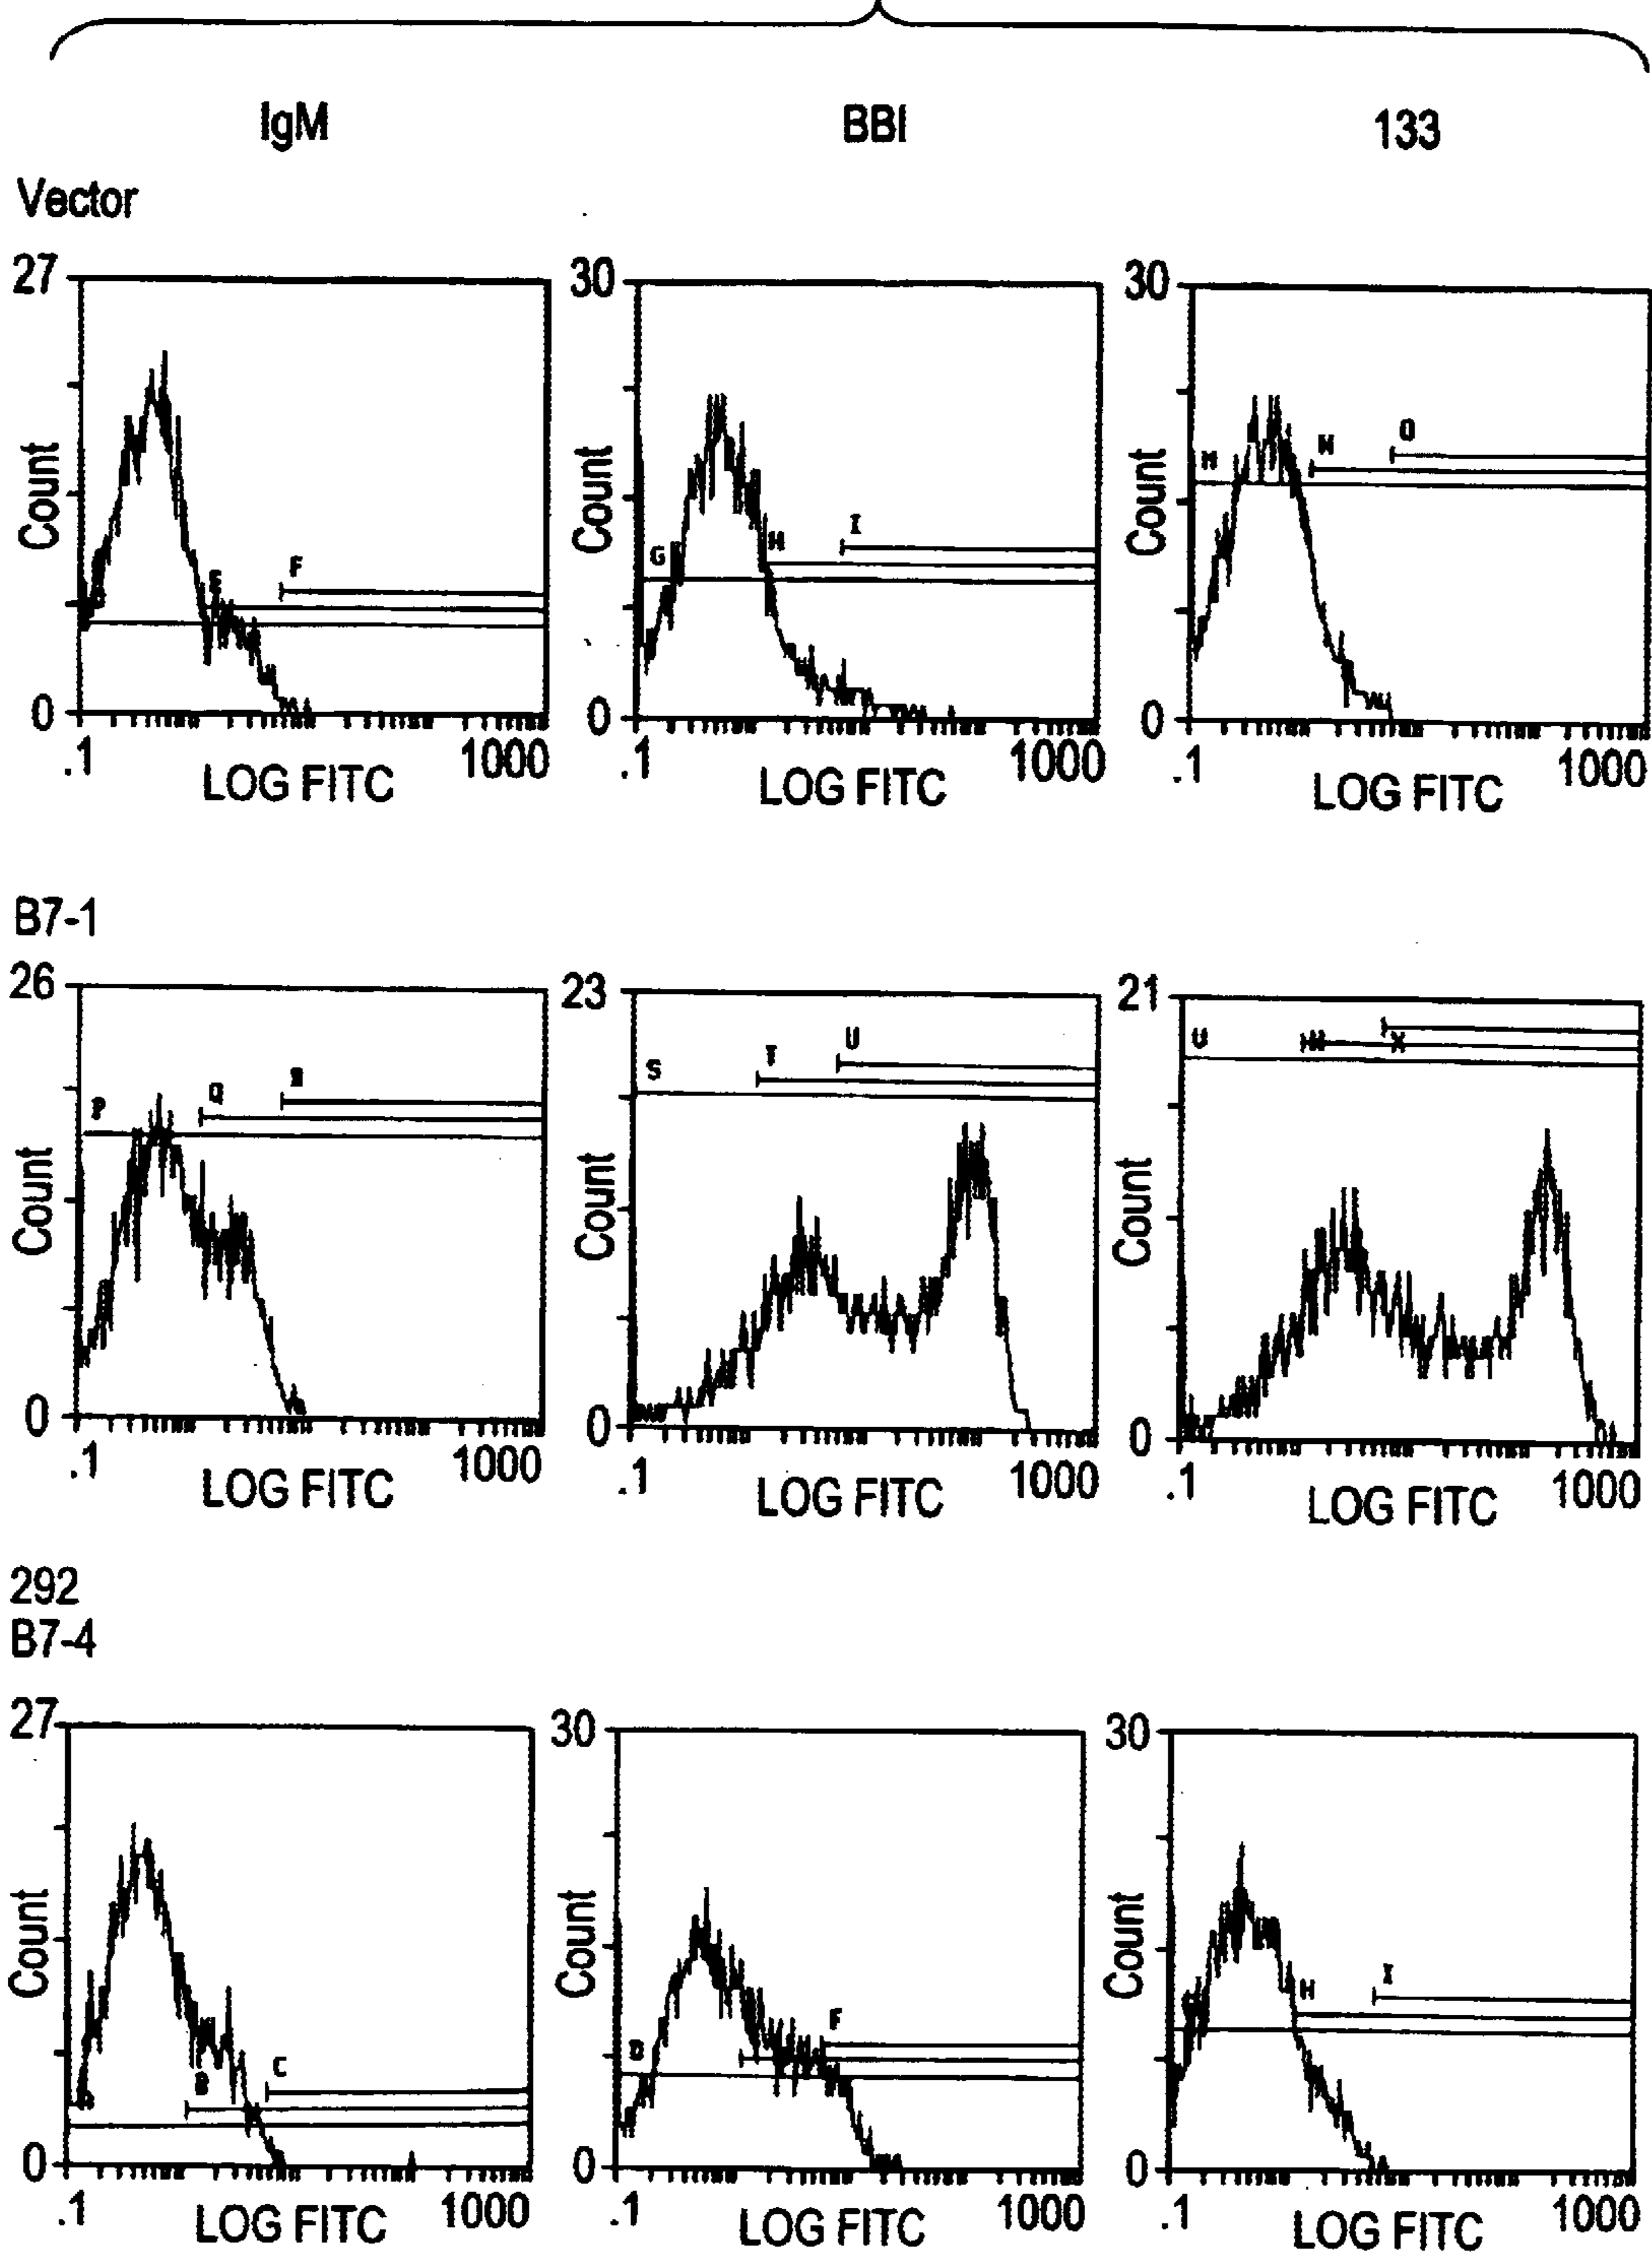 IgM BBI 133
Vector
27 30 30
Count Count Count
F I O
E H N
G M
0 0 0
.1 1000 .1 1000 .1 1000
LOG FITC LOG FITC LOG FITC
B7-1
26 23 21
Count Count Count
P Q S T U U X
0 0 0
.1 1000 .1 1000 .1 1000
LOG FITC LOG FITC LOG FITC
292
B7-4
27 30 30
Count Count Count
B C D F H I
0 0 0
.1 1000 .1 1000 .1 1000
LOG FITC LOG FITC LOG FITC